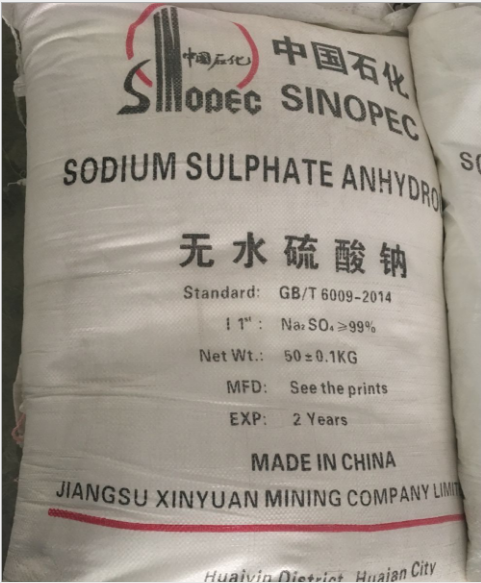 中国石化
中国石化
SINOPEC
SINOPEC
SODIUM SULPHATE ANHYDRO
无水硫酸钠
Standard: GB/T 6009-2014
I 1st : Na₂SO₄≥99%
Net Wt.: 50±0.1KG
MFD: See the prints
EXP: 2 Years
MADE IN CHINA
JIANGSU XINYUAN MINING COMPANY LIMIT
Huaiyin District, Huaian City